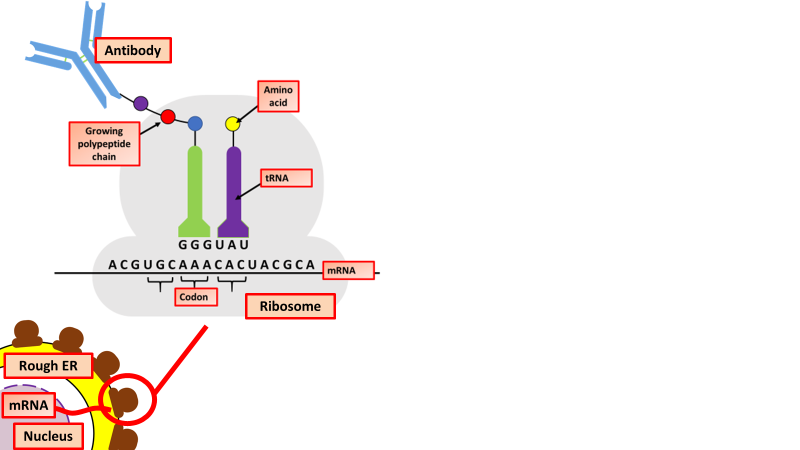 Antibody
Amino
acid
Growing
polypeptide
chain
tRNA
GGGUAU
ACGUGCAAACACUACGCA
mRNA
Codon
Ribosome
Rough ER
mRNA
Nucleus